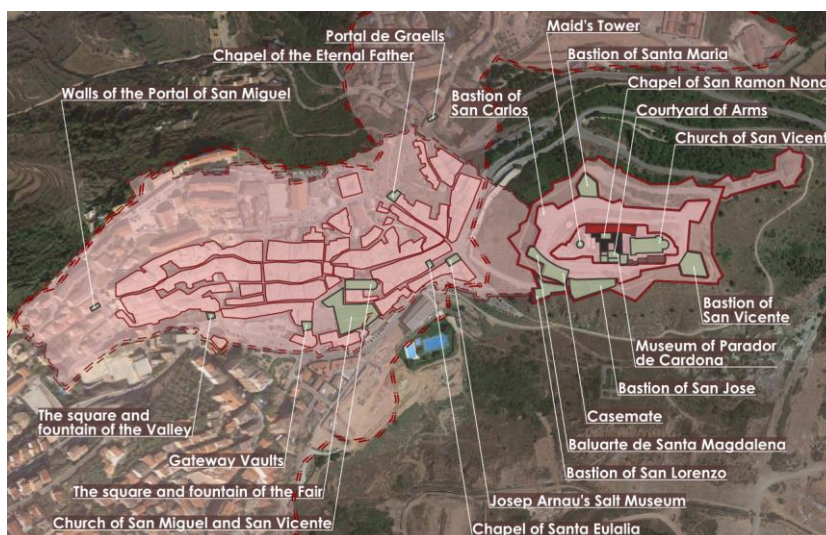 Portal de Graells
Chapel of the Eternal Father
Walls of the Portal of San Miguel
Maid's Tower
Bastion of Santa Maria
Chapel of San Ramon Nona
Bastion of
San Carlos
Courtyard of Arms
Church of San Vicent
Bastion of
San Vicente
Museum of Parador
de Cardona
Bastion of San Jose
Casemate
Baluarte de Santa Magdalena
Bastion of San Lorenzo
Josep Arnau's Salt Museum
Chapel of Santa Eulalia
The square and
fountain of the Valley
Gateway Vaults
The square and fountain of the Fair
Church of San Miguel and San Vicente